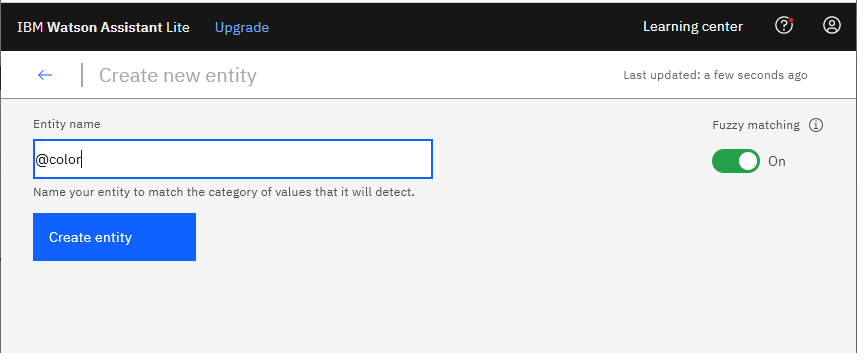 IBM Watson Assistant Lite Upgrade Learning center
Create new entity Last updated: a few seconds ago
Entity name Fuzzy matching
@color On
Name your entity to match the category of values that it will detect.
Create entity